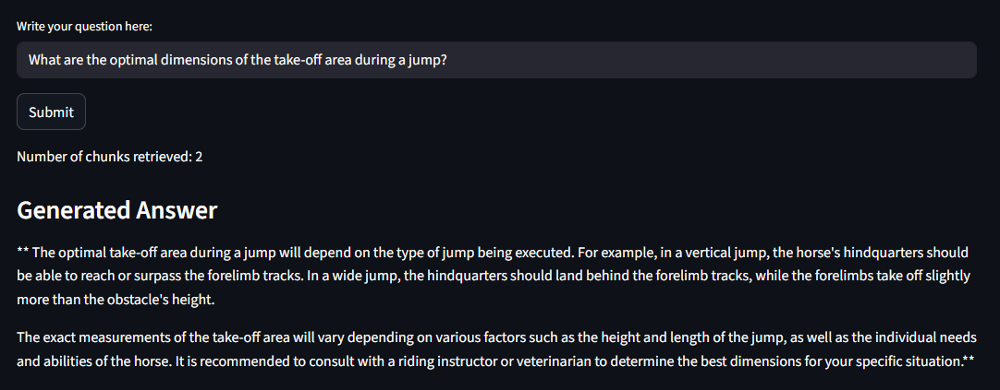 Write your question here:
What are the optimal dimensions of the take-off area during a jump?
Submit
Number of chunks retrieved: 2
Generated Answer
** The optimal take-off area during a jump will depend on the type of jump being executed. For example, in a vertical jump, the horse's hindquarters should
be able to reach or surpass the forelimb tracks. In a wide jump, the hindquarters should land behind the forelimb tracks, while the forelimbs take off slightly
more than the obstacle's height.
The exact measurements of the take-off area will vary depending on various factors such as the height and length of the jump, as well as the individual needs
and abilities of the horse. It is recommended to consult with a riding instructor or veterinarian to determine the best dimensions for your specific situation.**